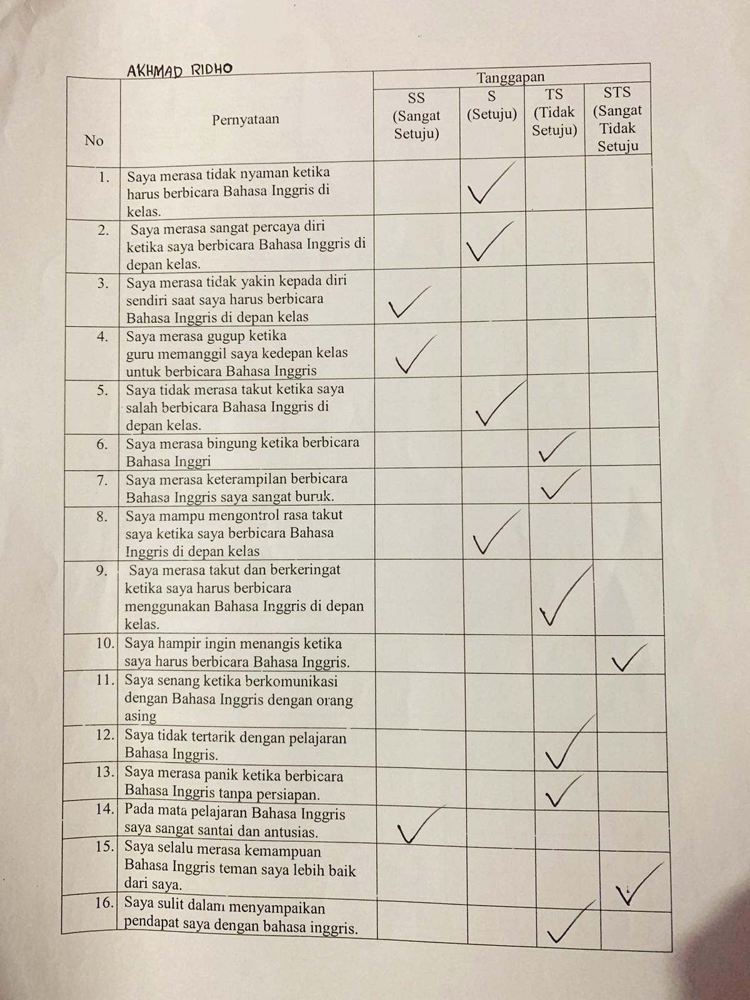 AKHMAD RIDHO
No
Pernyataan
Tanggapan
SS
(Sangat
Setuju)
S
(Setuju)
TS
(Tidak
Setuju)
STS
(Sangat
Tidak
Setuju
1. Saya merasa tidak nyaman ketika
harus berbicara Bahasa Inggris di
kelas.
2. Saya merasa sangat percaya diri
ketika saya berbicara Bahasa Inggris di
depan kelas.
3. Saya merasa tidak yakin kepada diri
sendiri saat saya harus berbicara
Bahasa Inggris di depan kelas
4. Saya merasa gugup ketika
guru memanggil saya kedepan kelas
untuk berbicara Bahasa Inggris
5. Saya tidak merasa takut ketika saya
salah berbicara Bahasa Inggris di
depan kelas.
6. Saya merasa bingung ketika berbicara
Bahasa Inggri
7. Saya merasa keterampilan berbicara
Bahasa Inggris saya sangat buruk.
8. Saya mampu mengontrol rasa takut
saya ketika saya berbicara Bahasa
Inggris di depan kelas
9. Saya merasa takut dan berkeringat
ketika saya harus berbicara
menggunakan Bahasa Inggris di depan
kelas.
10. Saya hampir ingin menangis ketika
saya harus berbicara Bahasa Inggris.
11. Saya senang ketika berkomunikasi
dengan Bahasa Inggris dengan orang
asing
12. Saya tidak tertarik dengan pelajaran
Bahasa Inggris.
13. Saya merasa panik ketika berbicara
Bahasa Inggris tanpa persiapan.
14. Pada mata pelajaran Bahasa Inggris
saya sangat santai dan antusias.
15. Saya selalu merasa kemampuan
Bahasa Inggris teman saya lebih baik
dari saya.
16. Saya sulit dalam menyampaikan
pendapat saya dengan bahasa inggris.